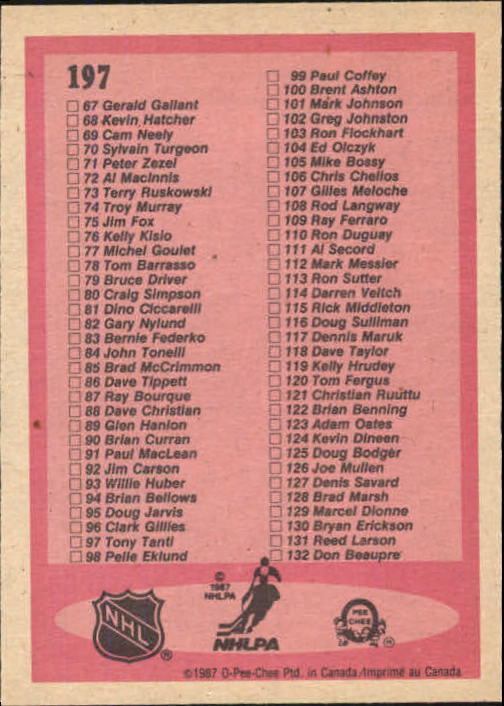 197
67 Gerald Gallant
68 Kevin Hatcher
69 Cam Neely
70 Sylvain Turgeon
71 Peter Zezel
72 Al MacInnis
73 Terry Ruskowski
74 Troy Murray
75 Jim Fox
76 Kelly Kisio
77 Michel Goulet
78 Tom Barrasso
79 Bruce Driver
80 Craig Simpson
81 Dino Ciccarelli
82 Gary Nylund
83 Bernie Federko
84 John Tonelli
85 Brad McCrimmon
86 Dave Tippett
87 Ray Bourque
88 Dave Christian
89 Glen Hanlon
90 Brian Curran
91 Paul MacLean
92 Jim Carson
93 Willie Huber
94 Brian Bellows
95 Doug Jarvis
96 Clark Gillies
97 Tony Tanti
98 Pelle Eklund
99 Paul Coffey
100 Brent Ashton
101 Mark Johnson
102 Greg Johnston
103 Ron Flockhart
104 Ed Olczyk
105 Mike Bossy
106 Chris Chelios
107 Gilles Meloche
108 Rod Langway
109 Ray Ferraro
110 Ron Duguay
111 Al Secord
112 Mark Messier
113 Ron Sutter
114 Darren Veitch
115 Rick Middleton
116 Doug Sulliman
117 Dennis Maruk
118 Dave Taylor
119 Kelly Hrudey
120 Tom Fergus
121 Christian Ruuttu
122 Brian Benning
123 Adam Oates
124 Kevin Dineen
125 Doug Bodger
126 Joe Mullen
127 Denis Savard
128 Brad Marsh
129 Marcel Dionne
130 Bryan Erickson
131 Reed Larson
132 Don Beaupre
NHL
®
©
1987
NHLPA
NHLPA
O
PEE
CHEE
©1987 O-Pee-Chee Ptd. in Canada/Imprimé au Canada